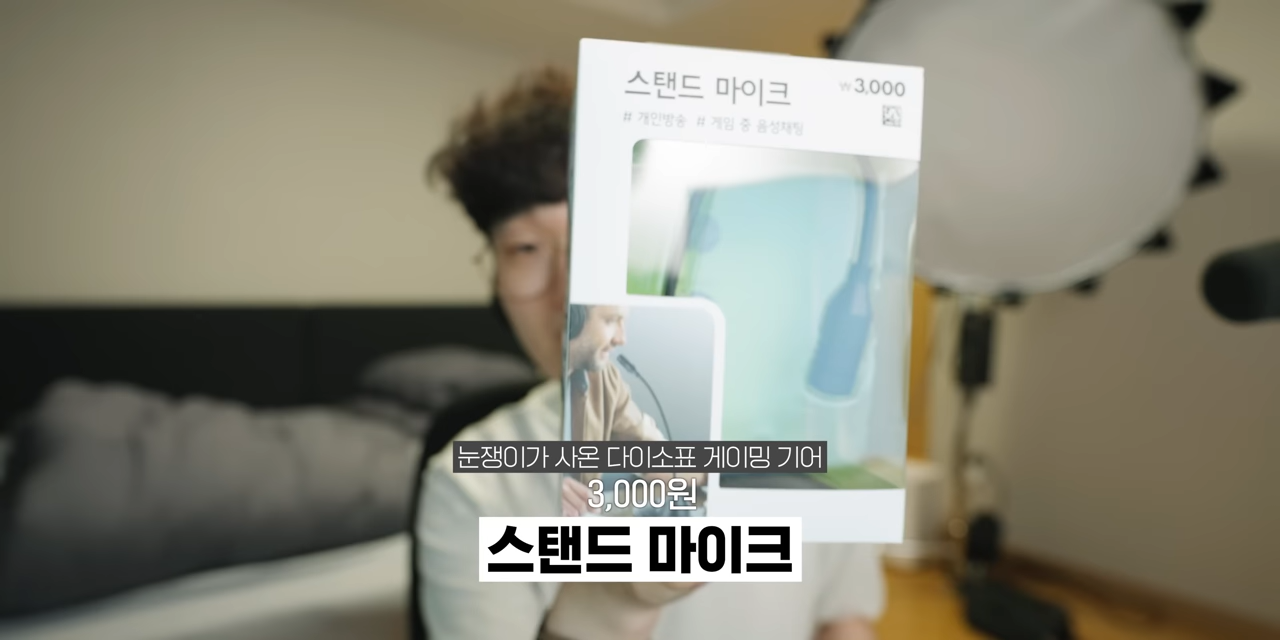 스탠드 마이크
₩3,000
# 개인방송 # 게임 중 음성채팅
눈쟁이가 사온 다이소표 게이밍 기어
3,000원
스탠드 마이크